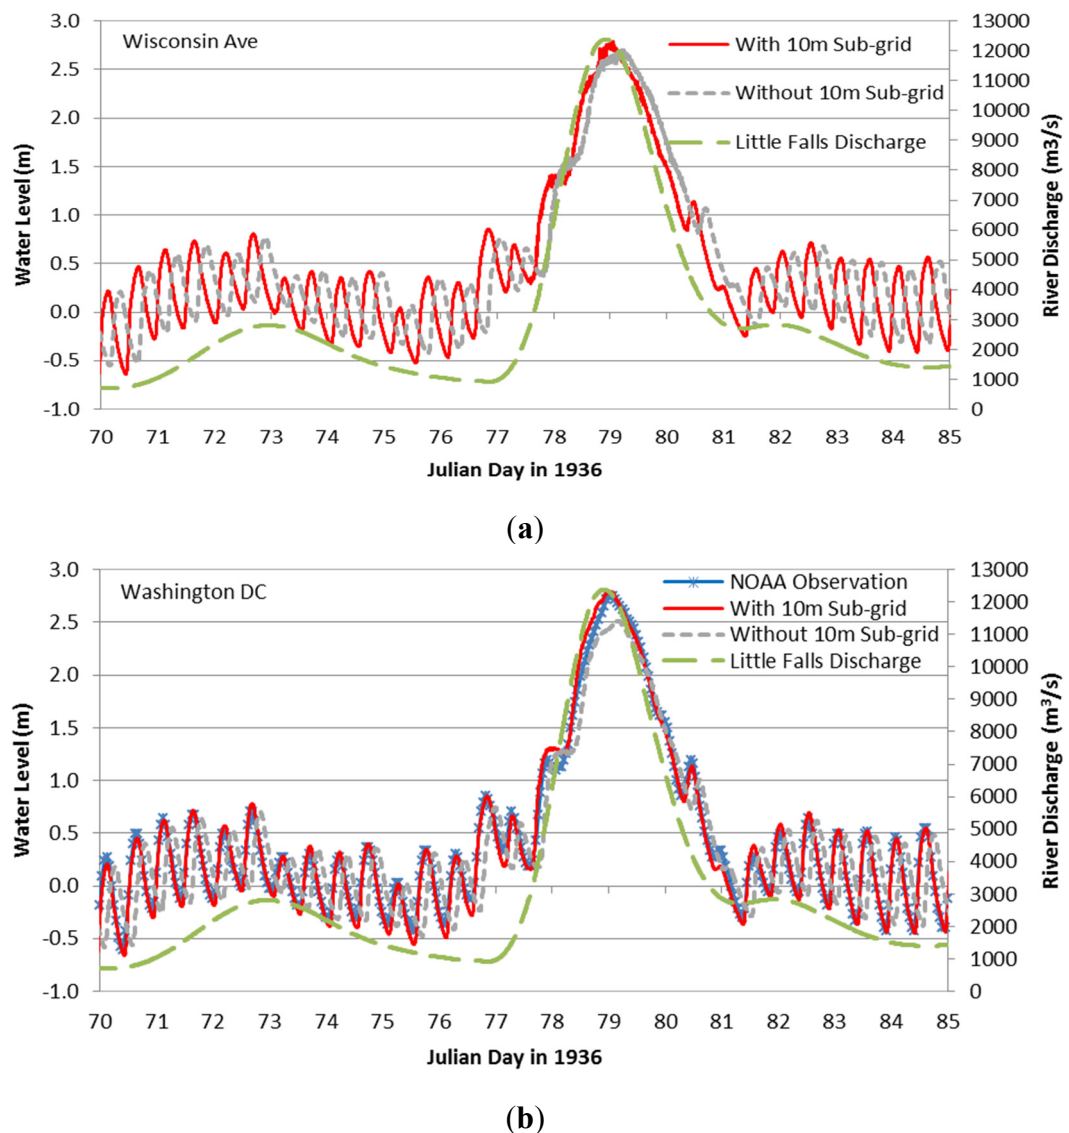 Wisconsin Ave
With 10m Sub-grid
Without 10m Sub-grid
Little Falls Discharge
3.0
2.5
2.0
1.5
1.0
0.5
0.0
-0.5
-1.0
Water Level (m)
13000
12000
11000
10000
9000
8000
7000
6000
5000
4000
3000
2000
1000
0
River Discharge (m3/s)
70 71 72 73 74 75 76 77 78 79 80 81 82 83 84 85
Julian Day in 1936
(a)
Washington DC
NOAA Observation
With 10m Sub-grid
Without 10m Sub-grid
Little Falls Discharge
3.0
2.5
2.0
1.5
1.0
0.5
0.0
-0.5
-1.0
Water Level (m)
13000
12000
11000
10000
9000
8000
7000
6000
5000
4000
3000
2000
1000
0
River Discharge (m³/s)
70 71 72 73 74 75 76 77 78 79 80 81 82 83 84 85
Julian Day in 1936
(b)